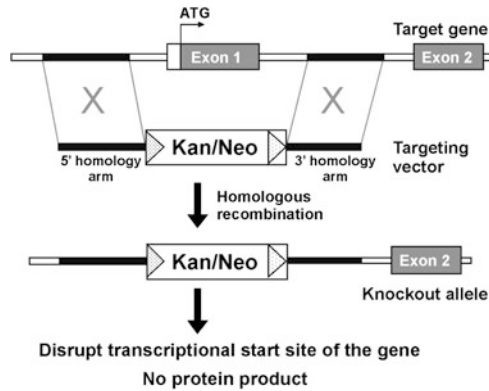 ATG
Target gene
Exon 1
Exon 2
X
X
Kan/Neo
5' homology
arm
3' homology
arm
Targeting
vector
Homologous
recombination
Kan/Neo
Exon 2
Knockout allele
Disrupt transcriptional start site of the gene
No protein product